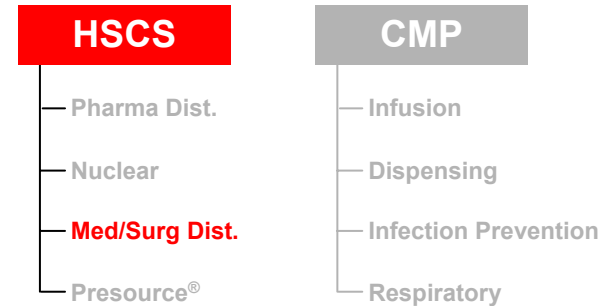 HSCS
Pharma Dist.
Nuclear
Med/Surg Dist.
Presource®
CMP
Infusion
Dispensing
Infection Prevention
Respiratory